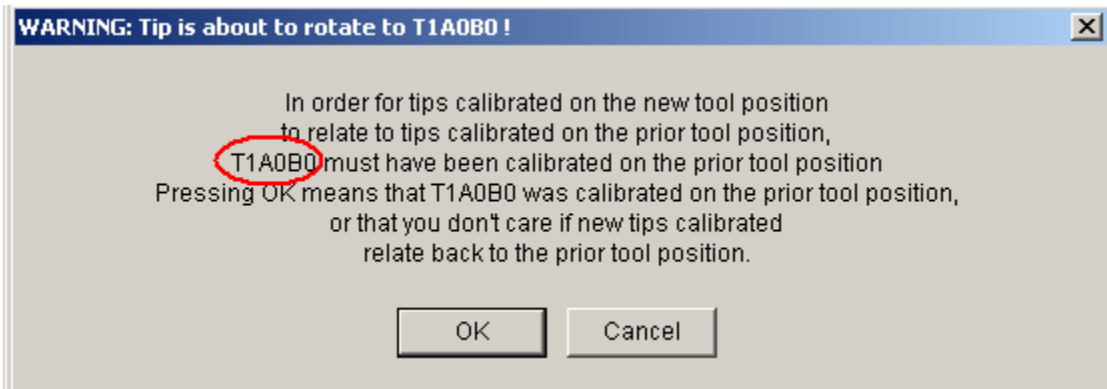 WARNING: Tip is about to rotate to T1A0B0 !
In order for tips calibrated on the new tool position
to relate to tips calibrated on the prior tool position,
T1A0B0 must have been calibrated on the prior tool position
Pressing OK means that T1A0B0 was calibrated on the prior tool position,
or that you don't care if new tips calibrated
relate back to the prior tool position.
OK
Cancel